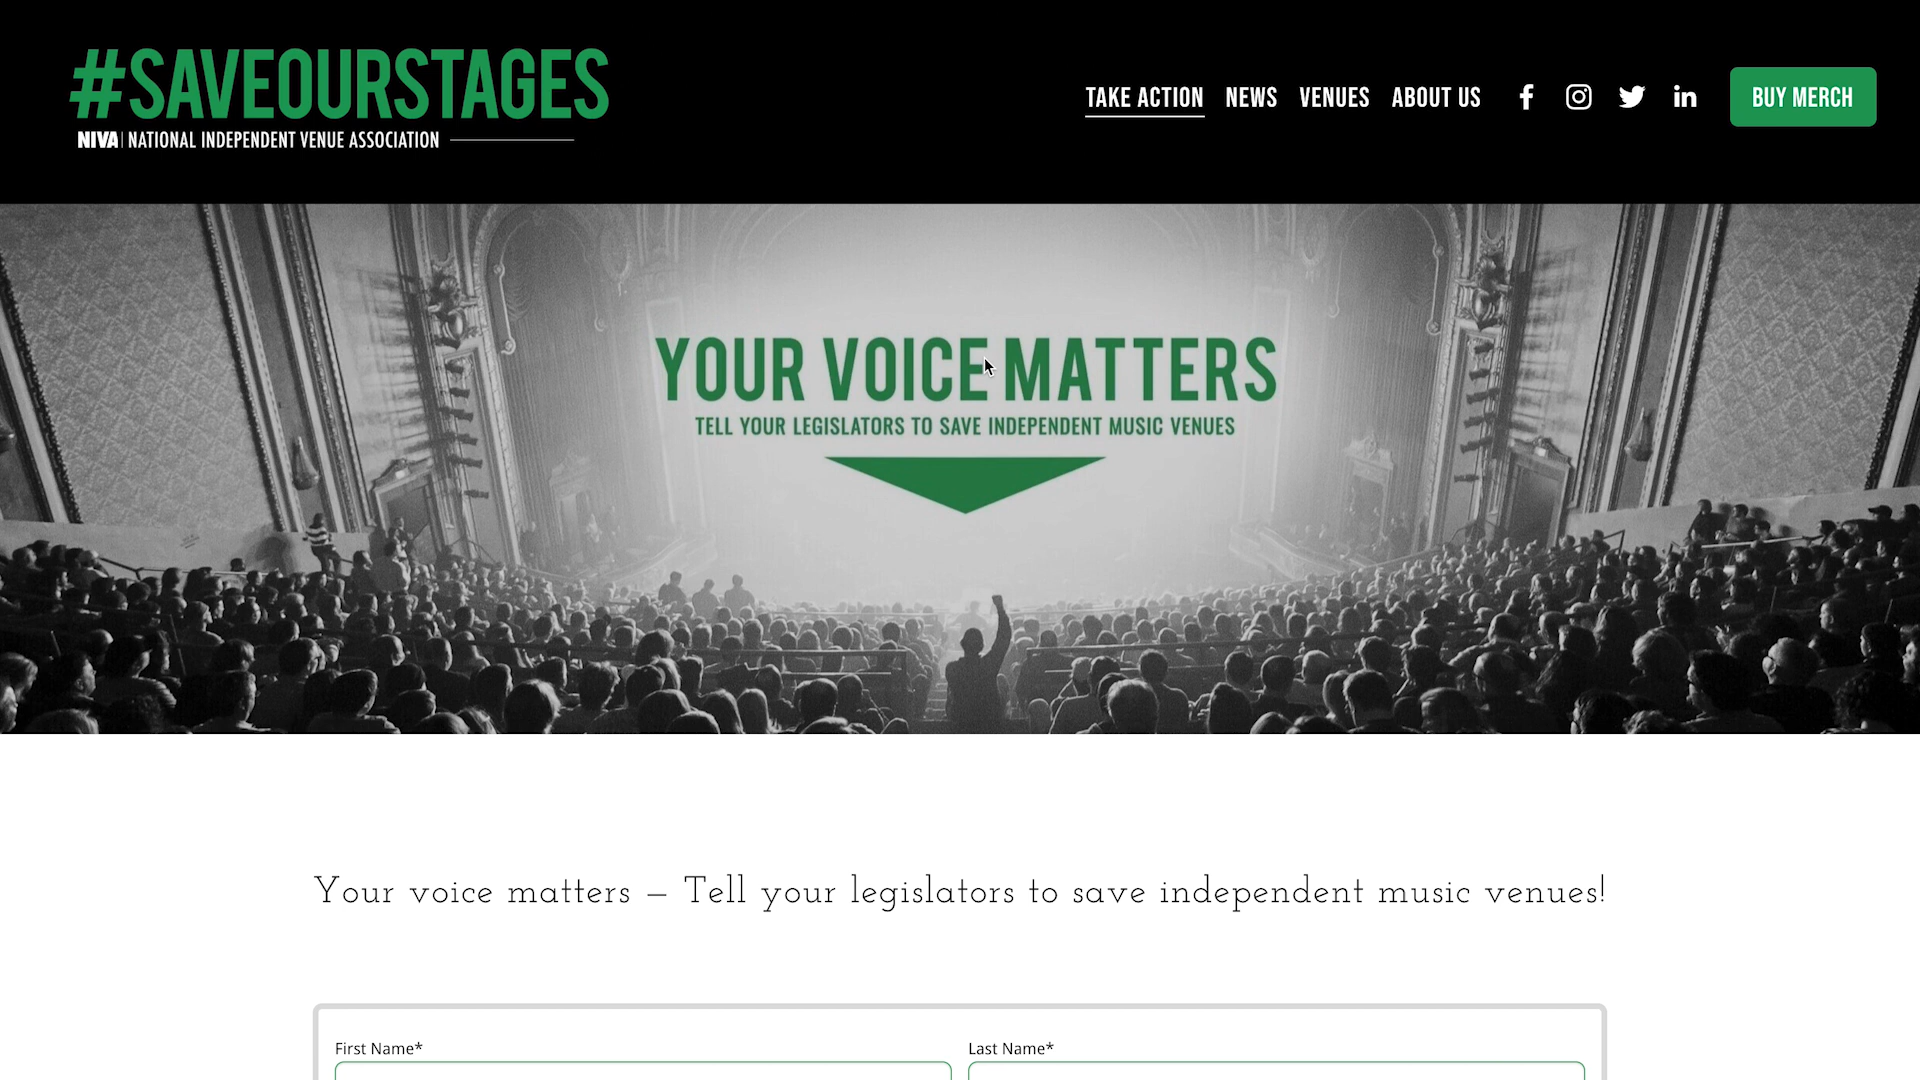 #SAVEOURSTAGES
NIVA | NATIONAL INDEPENDENT VENUE ASSOCIATION
TAKE ACTION NEWS VENUES ABOUT US BUY MERCH
YOUR VOICE MATTERS
TELL YOUR LEGISLATORS TO SAVE INDEPENDENT MUSIC VENUES
Your voice matters – Tell your legislators to save independent music venues!
First Name* Last Name*